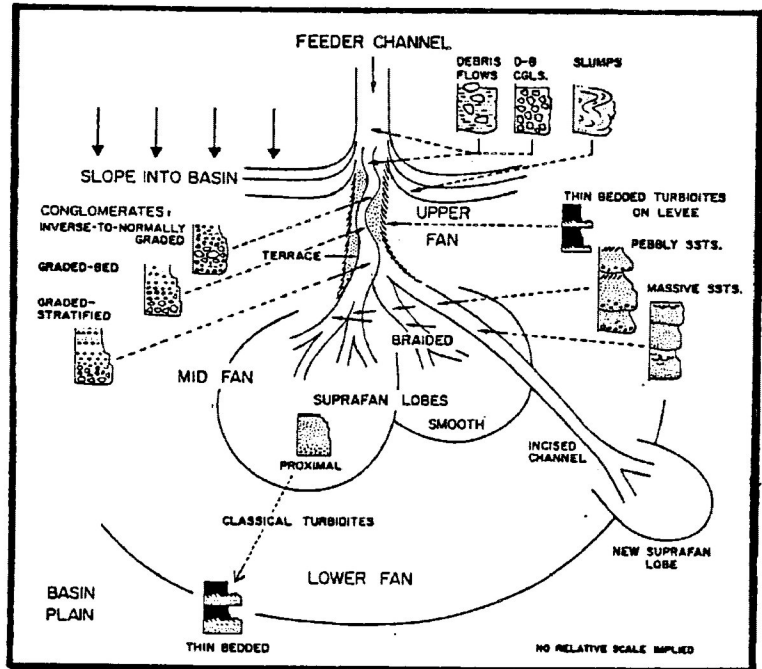 FEEDER CHANNEL
DEBRIS
FLOWS
D-B
CGLS.
SLUMPS
SLOPE INTO BASIN
CONGLOMERATES:
INVERSE-TO-NORMALLY
GRADED
UPPER
FAN
THIN BEDDED TURBIDITES
ON LEVEE
PEBBLY SSTS.
GRADED-BED
TERRACE
MASSIVE SSTS.
GRADED-
STRATIFIED
BRAIDED
MID FAN
SUPRAFAN LOBES
SMOOTH
PROXIMAL
INCISED
CHANNEL
CLASSICAL TURBIDITES
NEW SUPRAFAN
LOBE
LOWER FAN
BASIN
PLAIN
THIN BEDDED
NO RELATIVE SCALE IMPLIED